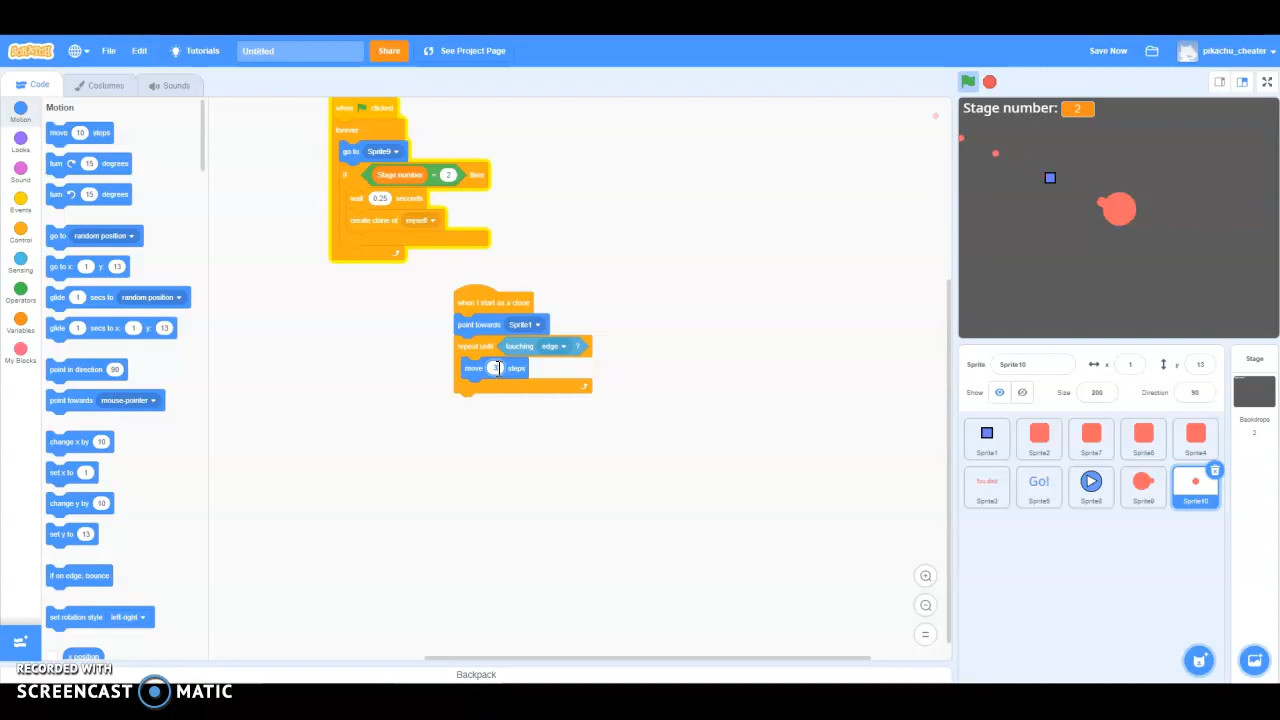 SCRATCH File Edit Tutorials Untitled Share See Project Page Save Now pikachu_cheater
Code Costumes Sounds
Motion
Looks
Sound
Events
Control
Sensing
Operators
Variables
My Blocks
Motion
move 10 steps
turn 15 degrees
turn 15 degrees
go to random position
go to x: 1 y: 13
glide 1 secs to random position
glide 1 secs to x: 1 y: 13
point in direction 90
point towards mouse-pointer
change x by 10
set x to 1
change y by 10
set y to 13
if on edge, bounce
set rotation style left-right
x position
when clicked
forever
go to Sprite9
if Stage number = 2 then
wait 0.25 seconds
create clone of myself
when I start as a clone
point towards Sprite1
repeat until touching edge ?
move 3 steps
Backpack
Stage number: 2
Sprite Sprite10 x 1 y 13
Show Size 200 Direction 90
Sprite1 Sprite2 Sprite7 Sprite6 Sprite4
You died Go!
Sprite3 Sprite5 Sprite8 Sprite9 Sprite10
Stage
Backdrops
2
RECORDED WITH
SCREENCAST MATIC